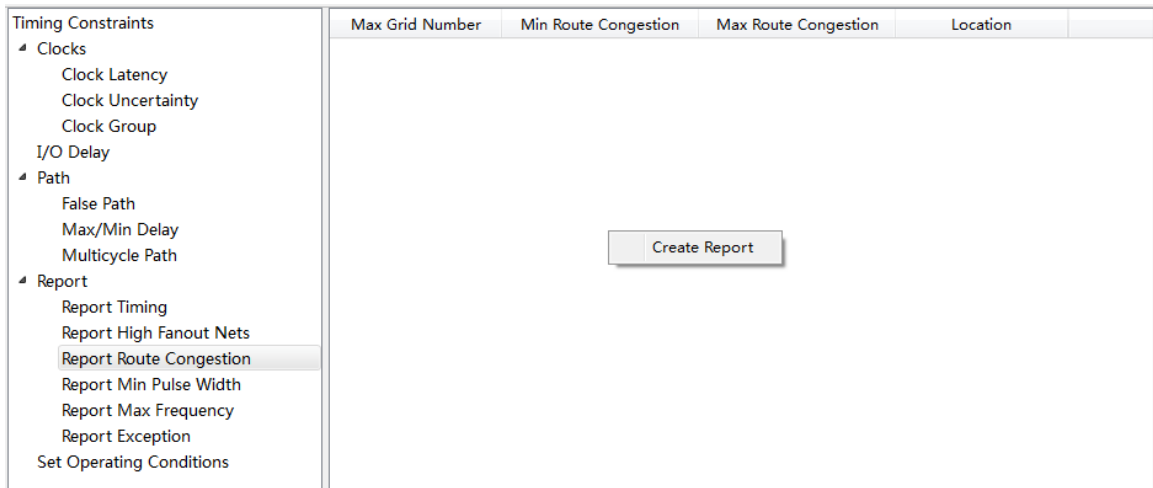 Timing Constraints
Clocks
Clock Latency
Clock Uncertainty
Clock Group
I/O Delay
Path
False Path
Max/Min Delay
Multicycle Path
Report
Report Timing
Report High Fanout Nets
Report Route Congestion
Report Min Pulse Width
Report Max Frequency
Report Exception
Set Operating Conditions
Max Grid Number Min Route Congestion Max Route Congestion Location
Create Report